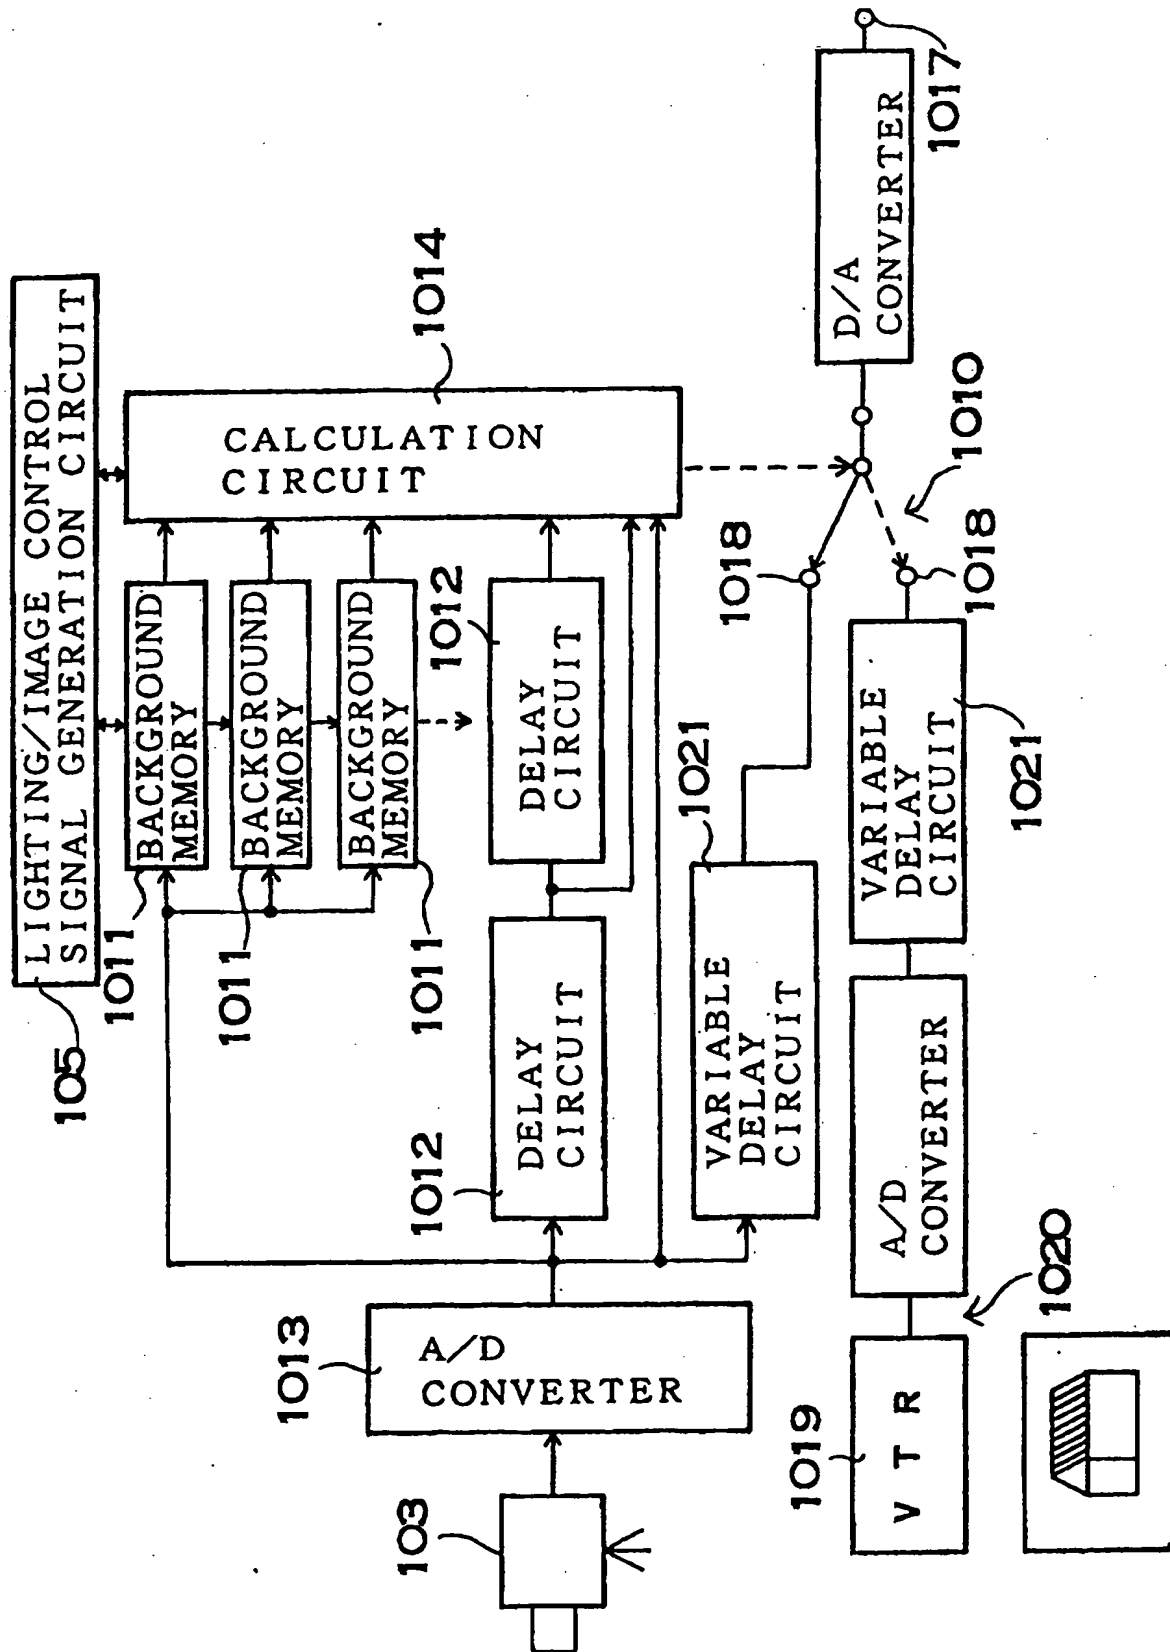 LIGHTING/IMAGE CONTROL
SIGNAL GENERATION CIRCUIT
105
1011
BACKGROUND
MEMORY
1011
BACKGROUND
MEMORY
1011
BACKGROUND
MEMORY
CALCULATION
CIRCUIT
1014
1012
DELAY
CIRCUIT
1012
DELAY
CIRCUIT
103
1013
A/D
CONVERTER
VARIABLE
DELAY
CIRCUIT
1021
1018
1018
1010
D/A
CONVERTER
1017
1019
VTR
1020
A/D
CONVERTER
VARIABLE
DELAY
CIRCUIT
1021